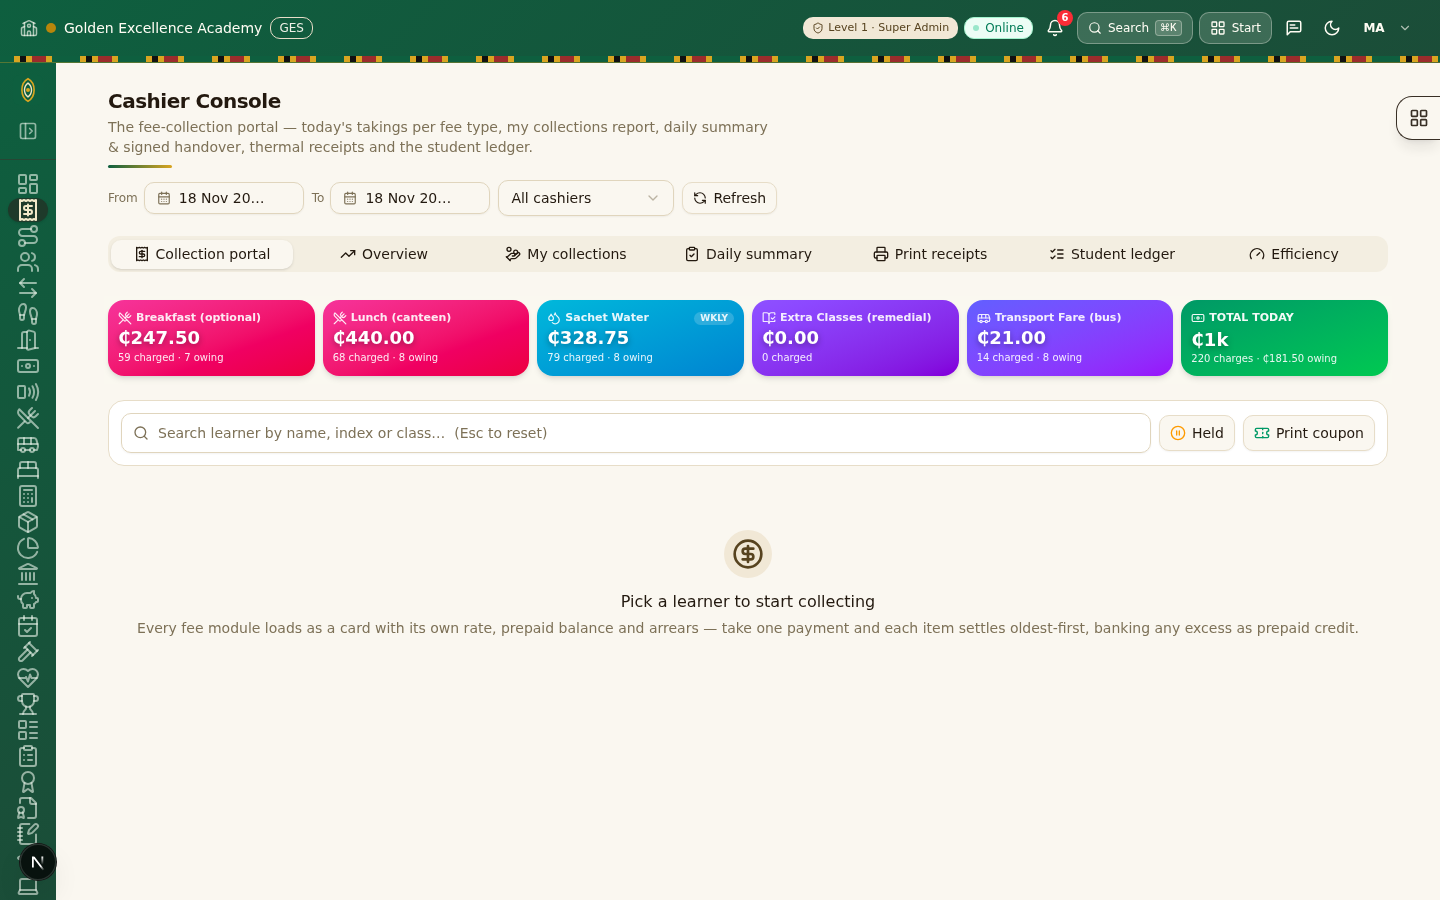 Golden Excellence Academy GES
Level 1 · Super Admin
Online
6
Search ⌘K
Start
MA
Cashier Console
The fee-collection portal — today's takings per fee type, my collections report, daily summary
& signed handover, thermal receipts and the student ledger.
From 18 Nov 20... To 18 Nov 20... All cashiers Refresh
Collection portal Overview My collections Daily summary Print receipts Student ledger Efficiency
Breakfast (optional)
₵247.50
59 charged · 7 owing
Lunch (canteen)
₵440.00
68 charged · 8 owing
Sachet Water WKLY
₵328.75
79 charged · 8 owing
Extra Classes (remedial)
₵0.00
0 charged
Transport Fare (bus)
₵21.00
14 charged · 8 owing
TOTAL TODAY
₵1k
220 charges · ₵181.50 owing
Search learner by name, index or class... (Esc to reset)
Held
Print coupon
Pick a learner to start collecting
Every fee module loads as a card with its own rate, prepaid balance and arrears — take one payment and each item settles oldest-first, banking any excess as prepaid credit.
N